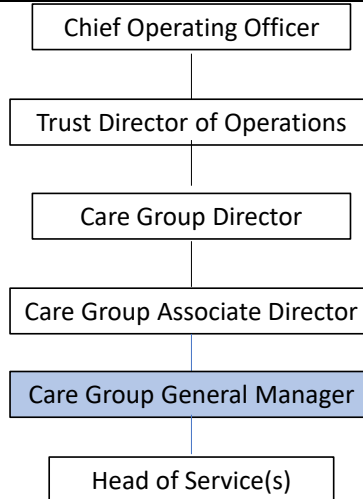 Chief Operating Officer
Trust Director of Operations
Care Group Director
Care Group Associate Director
Care Group General Manager
Head of Service(s)